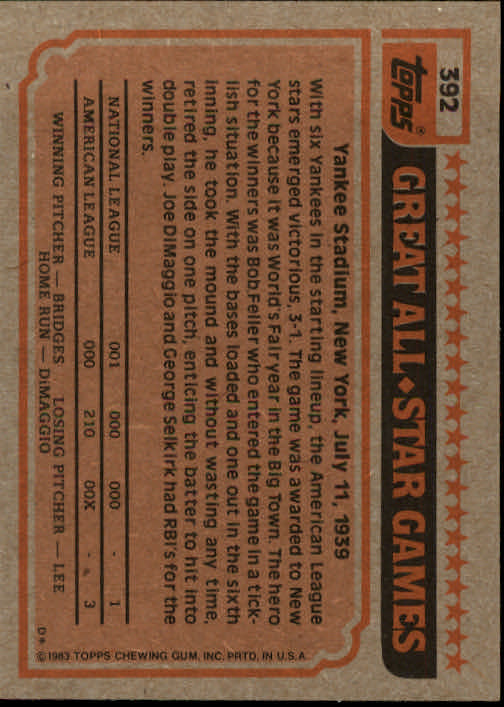 392
topps®
GREAT ALL◆STAR GAMES
Yankee Stadium, New York, July 11, 1939
With six Yankees in the starting lineup, the American League
stars emerged victorious, 3-1. The game was awarded to New
York because it was World's Fair year in the Big Town. The hero
for the winners was Bob Feller who entered the game in a tick-
lish situation. With the bases loaded and one out in the sixth
inning, he took the mound and without wasting any time,
retired the side on one pitch, enticing the batter to hit into
double play. Joe DiMaggio and George Selkirk had RBI's for the
winners.
NATIONAL LEAGUE 001 000 000 - 1
AMERICAN LEAGUE 000 210 00X - 3
WINNING PITCHER — BRIDGES LOSING PITCHER — LEE
HOME RUN — DiMAGGIO
D*
©1983 TOPPS CHEWING GUM, INC. PRTD. IN U.S.A.